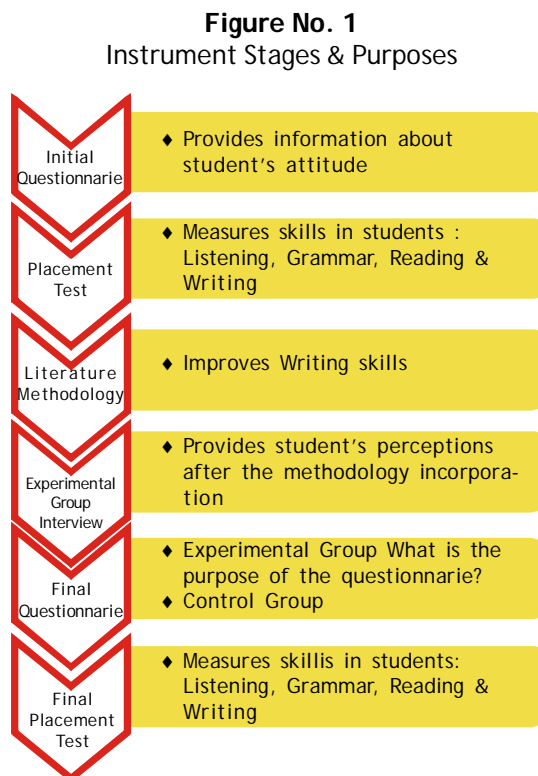 Figure No. 1
Instrument Stages & Purposes
Initial
Questionnarie
♦ Provides information about
student's attitude
Placement
Test
♦ Measures skills in students :
Listening, Grammar, Reading &
Writing
Literature
Methodology
♦ Improves Writing skills
Experimental
Group
Interview
♦ Provides student's perceptions
after the methodology incorpora-
tion
Final
Questionnarie
♦ Experimental Group What is the
purpose of the questionnarie?
♦ Control Group
Final
Placement
Test
♦ Measures skillis in students:
Listening, Grammar, Reading &
Writing